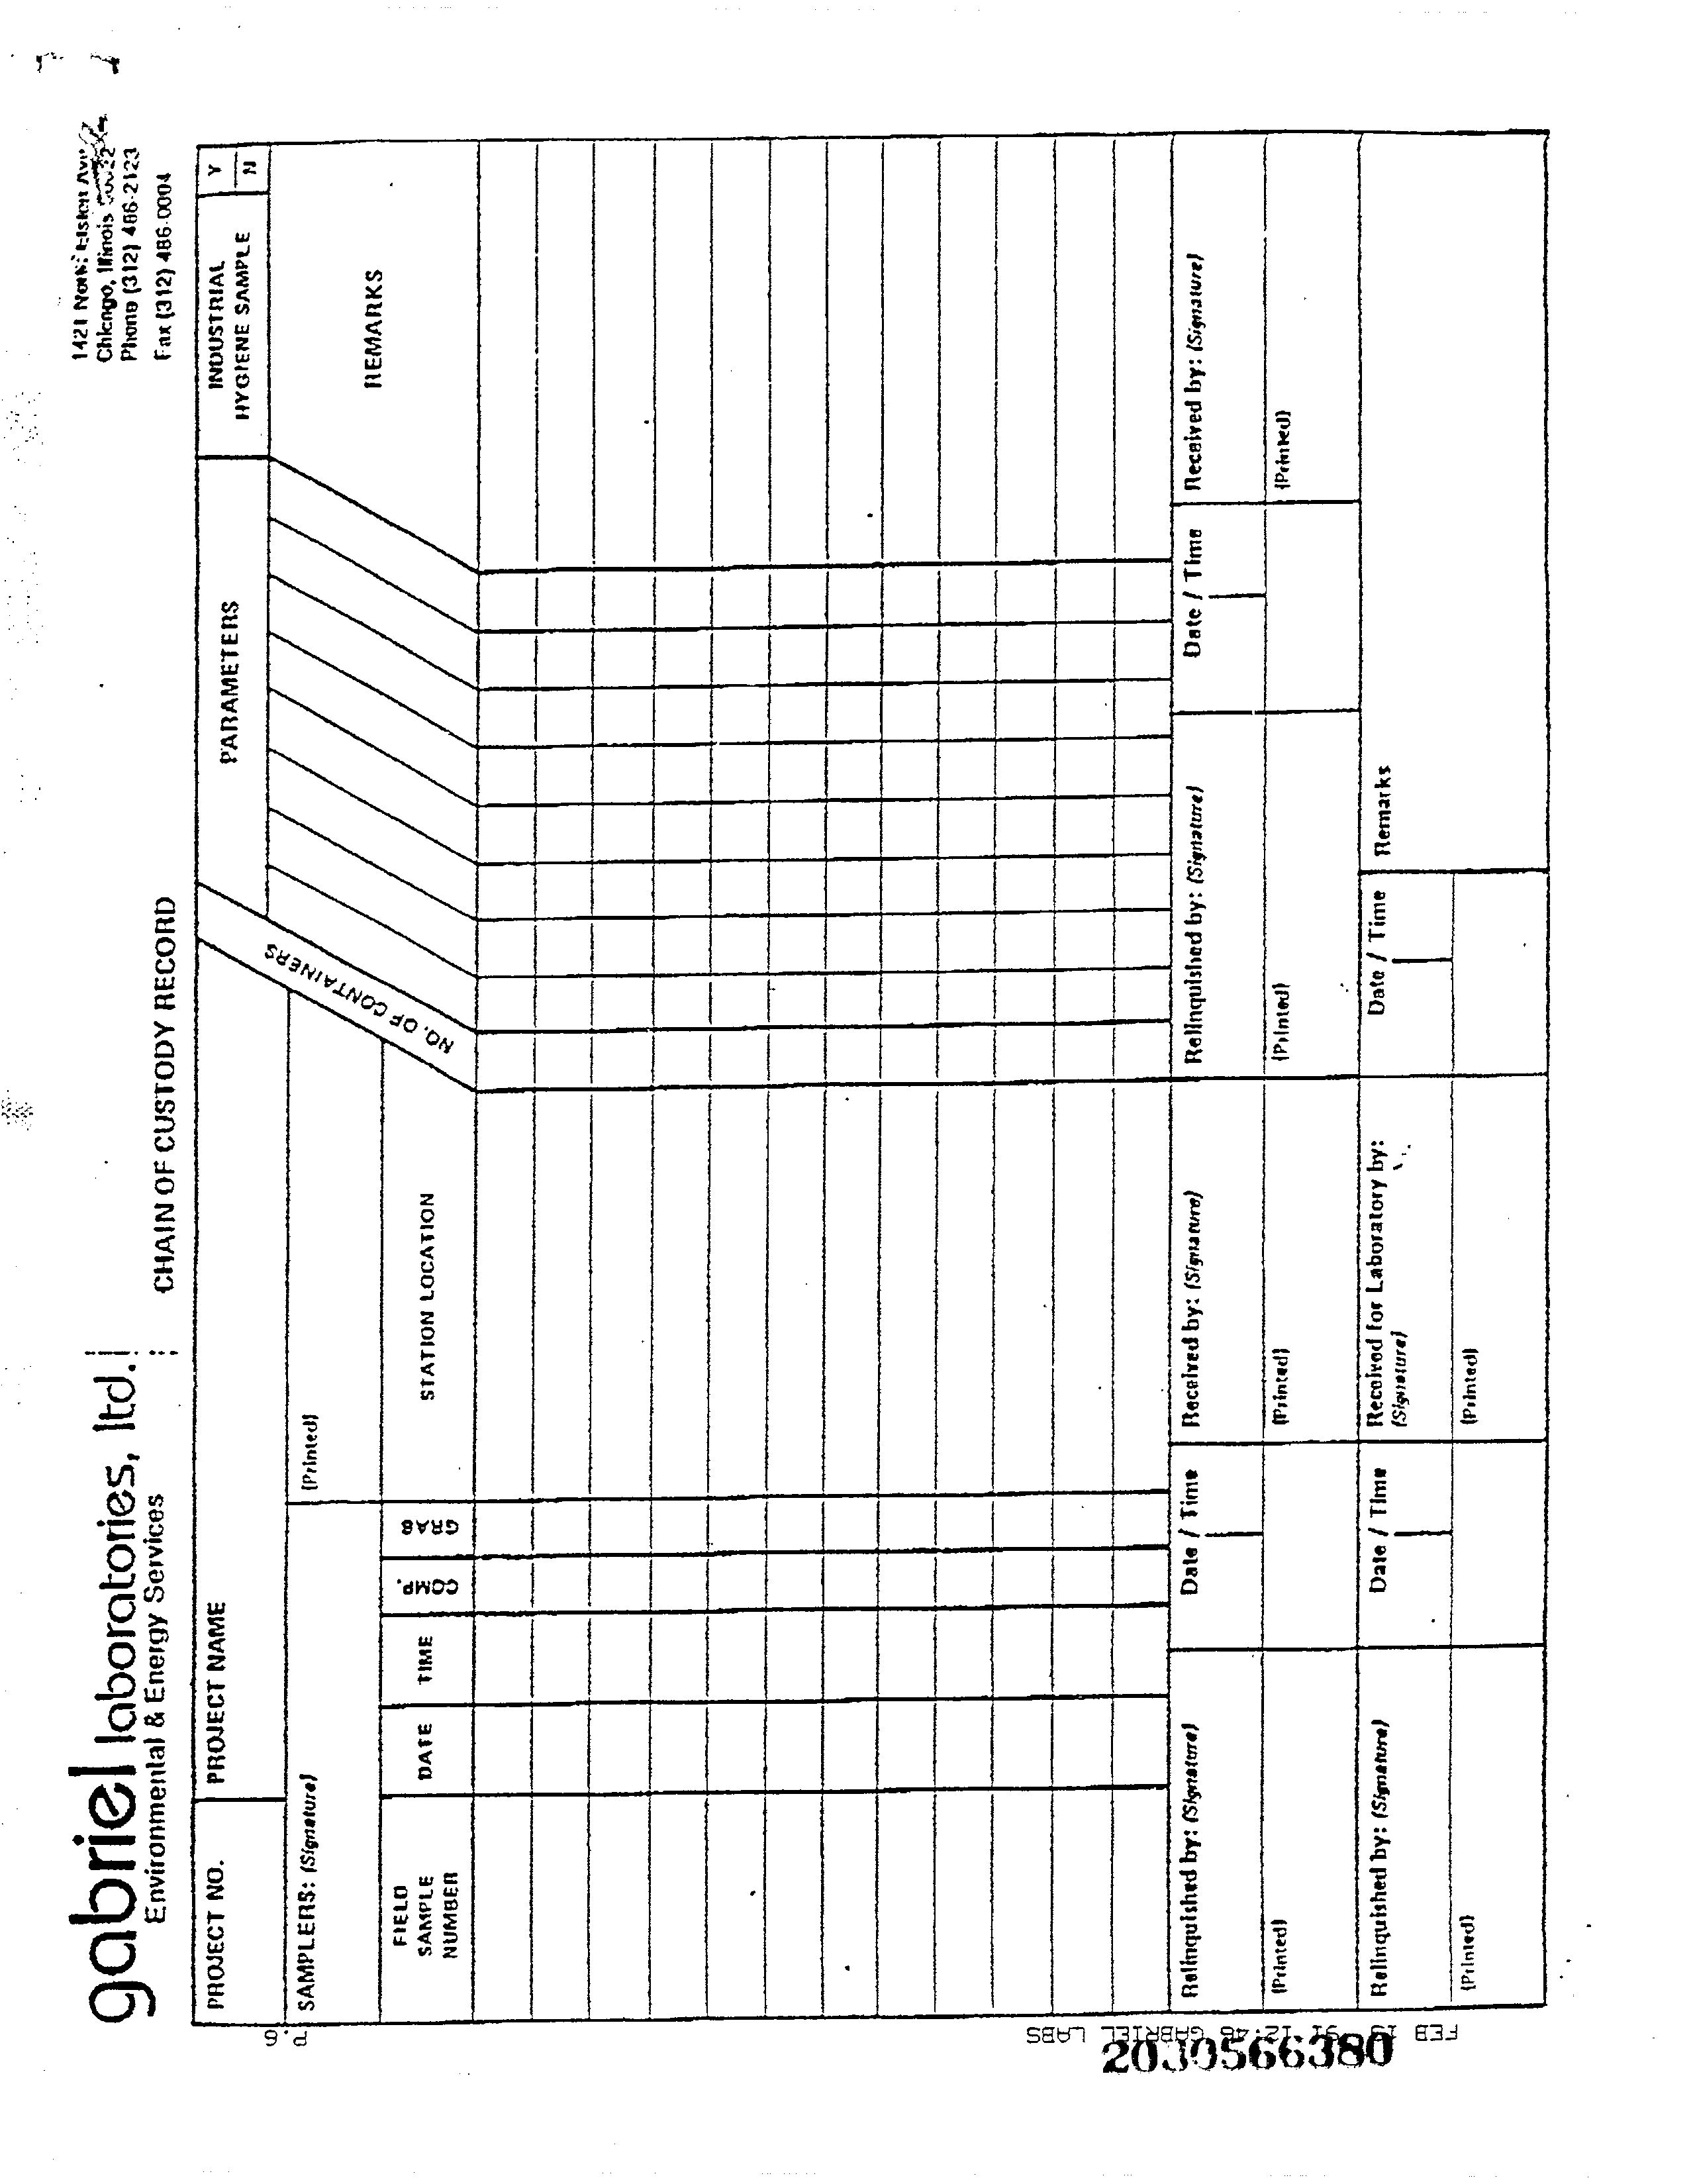 gabriel laboratories, ltd.
Environmental & Energy Services
1421 North Elston Ave
Chicago, Illinois
Phone (312) 486-2123
Fax (312) 486-0004
CHAIN OF CUSTODY RECORD
PROJECT NO.
PROJECT NAME
NO. OF CONTAINERS
PARAMETERS
INDUSTRIAL
HYGIENE SAMPLE
Y
N
SAMPLERS: (Signature)
(Printed)
REMARKS
FIELD
SAMPLE
NUMBER
DATE
TIME
COMP.
GRAB
STATION LOCATION
Relinquished by: (Signature)
Date / Time
Received by: (Signature)
Relinquished by: (Signature)
Date / Time
Received by: (Signature)
(Printed)
(Printed)
(Printed)
(Printed)
Relinquished by: (Signature)
Date / Time
Received for Laboratory by:
(Signature)
Date / Time
Remarks
(Printed)
(Printed)
P.6
FEB 91 12:46 GABRIEL LABS
2030566380